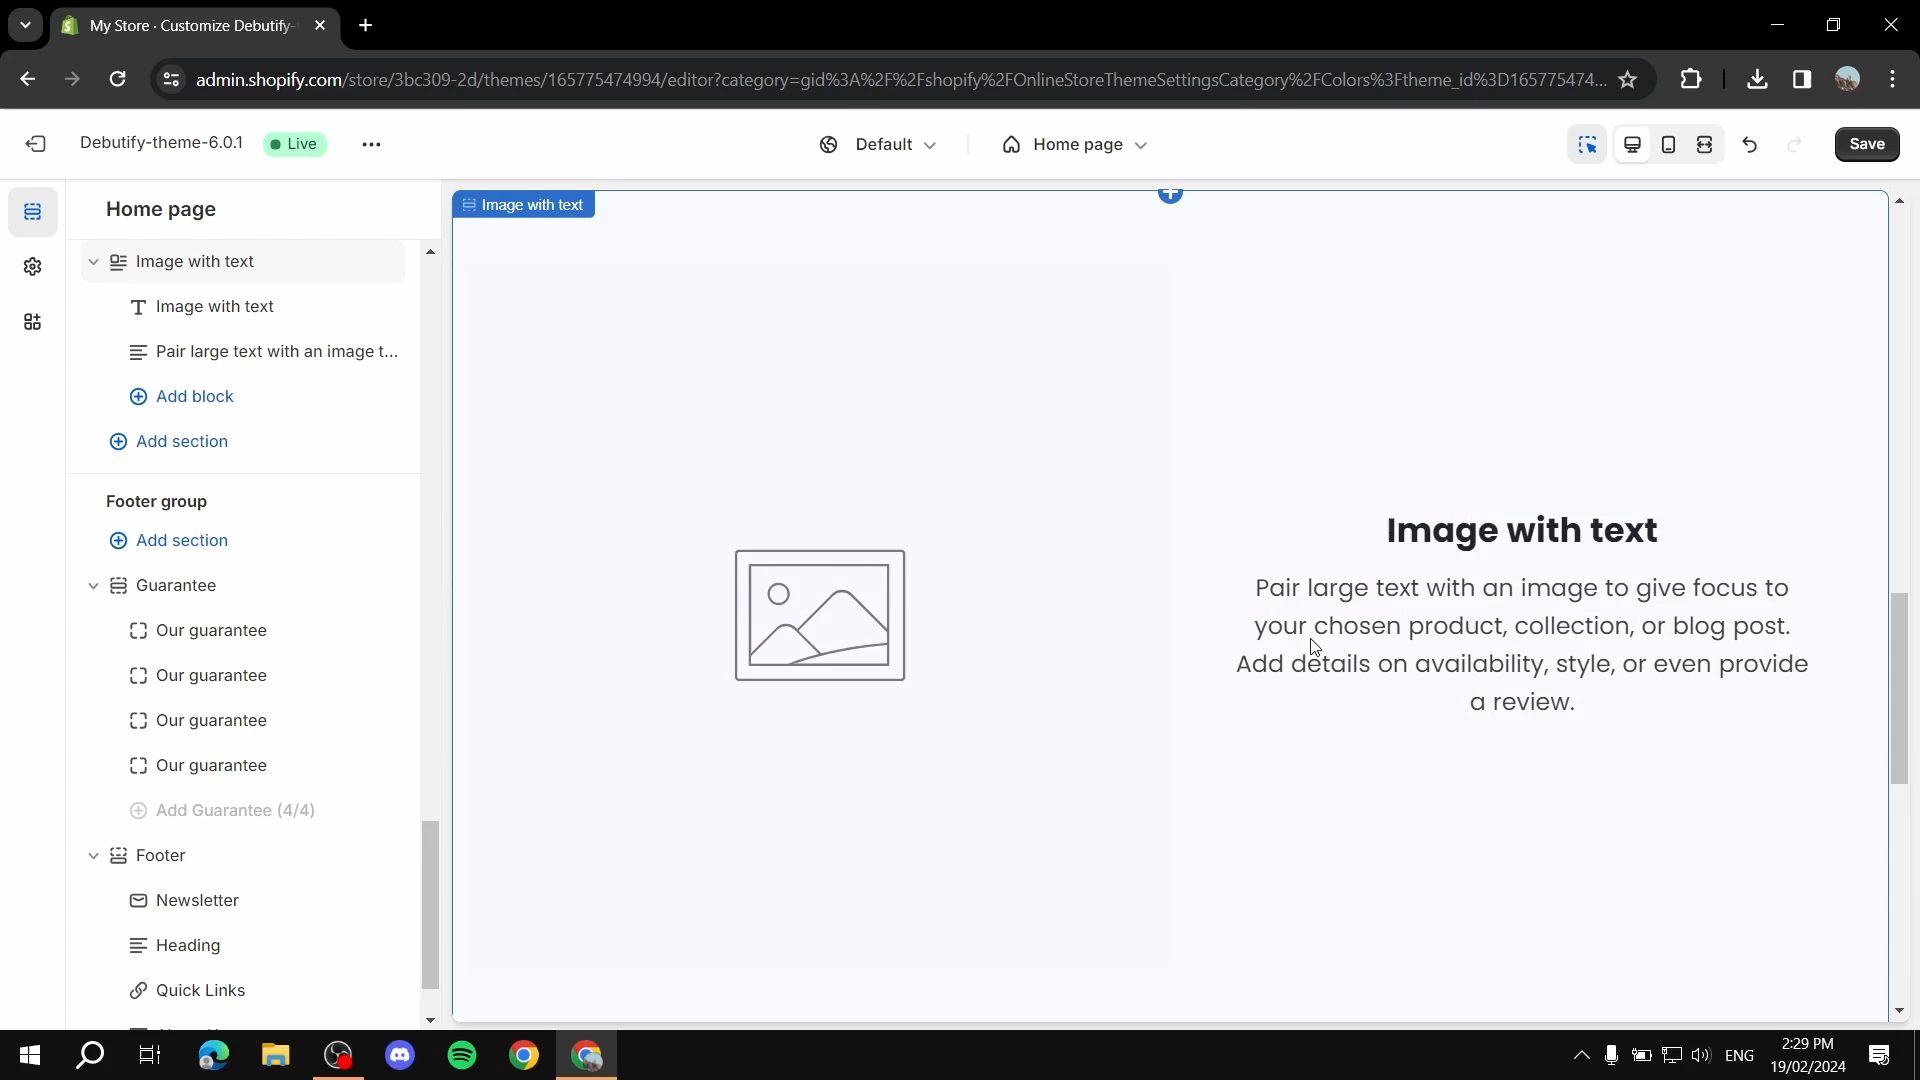 My Store · Customize Debutify-
admin.shopify.com/store/3bc309-2d/themes/165775474994/editor?category=gid%3A%2F%2Fshopify%2FOnlineStoreThemeSettingsCategory%2FColors%3Ftheme_id%3D165775474...
Debutify-theme-6.0.1
Live
Default
Home page
Save
Home page
Image with text
Image with text
Pair large text with an image t...
Add block
Add section
Footer group
Add section
Guarantee
Our guarantee
Our guarantee
Our guarantee
Our guarantee
Add Guarantee (4/4)
Footer
Newsletter
Heading
Quick Links
Image with text
Image with text
Pair large text with an image to give focus to
your chosen product, collection, or blog post.
Add details on availability, style, or even provide
a review.
ENG
2:29 PM
19/02/2024